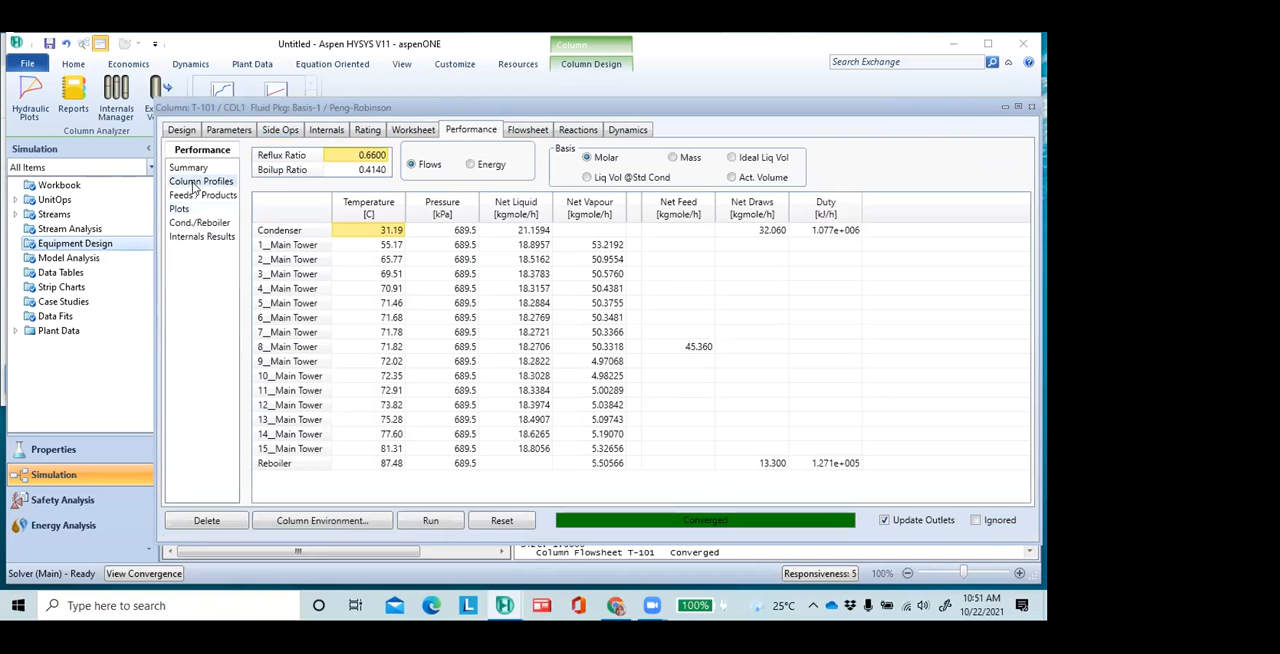 Untitled - Aspen HYSYS V11 - aspenONE
Column
File
Home
Economics
Dynamics
Plant Data
Equation Oriented
View
Customize
Resources
Column Design
Search Exchange
Hydraulic Plots
Reports
Internals Manager
Column Analyzer
Column: T-101 / COL1 Fluid Pkg: Basis-1 / Peng-Robinson
Simulation
All Items
Workbook
UnitOps
Streams
Stream Analysis
Equipment Design
Model Analysis
Data Tables
Strip Charts
Case Studies
Data Fits
Plant Data
Properties
Simulation
Safety Analysis
Energy Analysis
Design
Parameters
Side Ops
Internals
Rating
Worksheet
Performance
Flowsheet
Reactions
Dynamics
Performance
Summary
Column Profiles
Feeds / Products
Plots
Cond./Reboiler
Internals Results
Reflux Ratio 0.6600
Boilup Ratio 0.4140
Flows
Energy
Basis
Molar
Mass
Ideal Liq Vol
Liq Vol @Std Cond
Act. Volume
Temperature Pressure Net Liquid Net Vapour Net Feed Net Draws Duty
[C] [kPa] [kgmole/h] [kgmole/h] [kgmole/h] [kgmole/h] [kJ/h]
Condenser 31.19 689.5 21.1594 32.060 1.077e+006
1__Main Tower 55.17 689.5 18.8957 53.2192
2__Main Tower 65.77 689.5 18.5162 50.9554
3__Main Tower 69.51 689.5 18.3783 50.5760
4__Main Tower 70.91 689.5 18.3157 50.4381
5__Main Tower 71.46 689.5 18.2884 50.3755
6__Main Tower 71.68 689.5 18.2769 50.3481
7__Main Tower 71.78 689.5 18.2721 50.3366
8__Main Tower 71.82 689.5 18.2706 50.3318 45.360
9__Main Tower 72.02 689.5 18.2822 4.97068
10__Main Tower 72.35 689.5 18.3028 4.98225
11__Main Tower 72.91 689.5 18.3384 5.00289
12__Main Tower 73.82 689.5 18.3974 5.03842
13__Main Tower 75.28 689.5 18.4907 5.09743
14__Main Tower 77.60 689.5 18.6265 5.19070
15__Main Tower 81.31 689.5 18.8056 5.32656
Reboiler 87.48 689.5 5.50566 13.300 1.271e+005
Delete
Column Environment...
Run
Reset
Converged
Update Outlets
Ignored
Column Flowsheet T-101 Converged
Solver (Main) - Ready
View Convergence
Responsiveness: 5
100%
Type here to search
100%
25°C
10:51 AM
10/22/2021